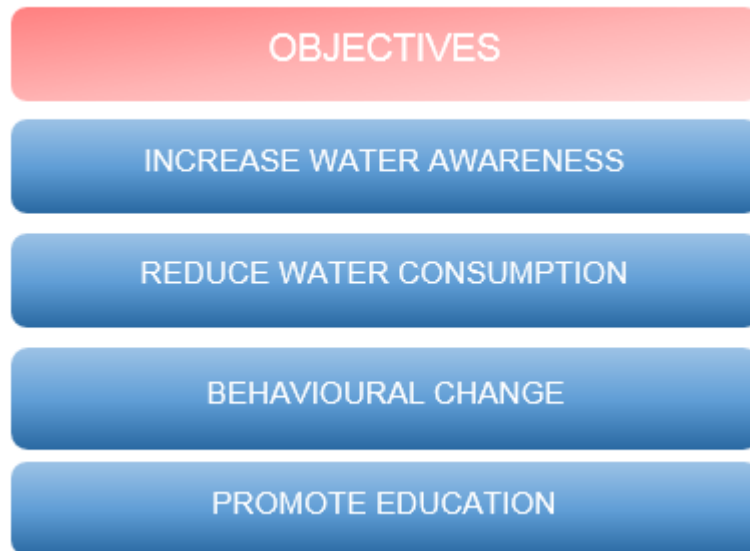 OBJECTIVES
INCREASE WATER AWARENESS
REDUCE WATER CONSUMPTION
BEHAVIOURAL CHANGE
PROMOTE EDUCATION